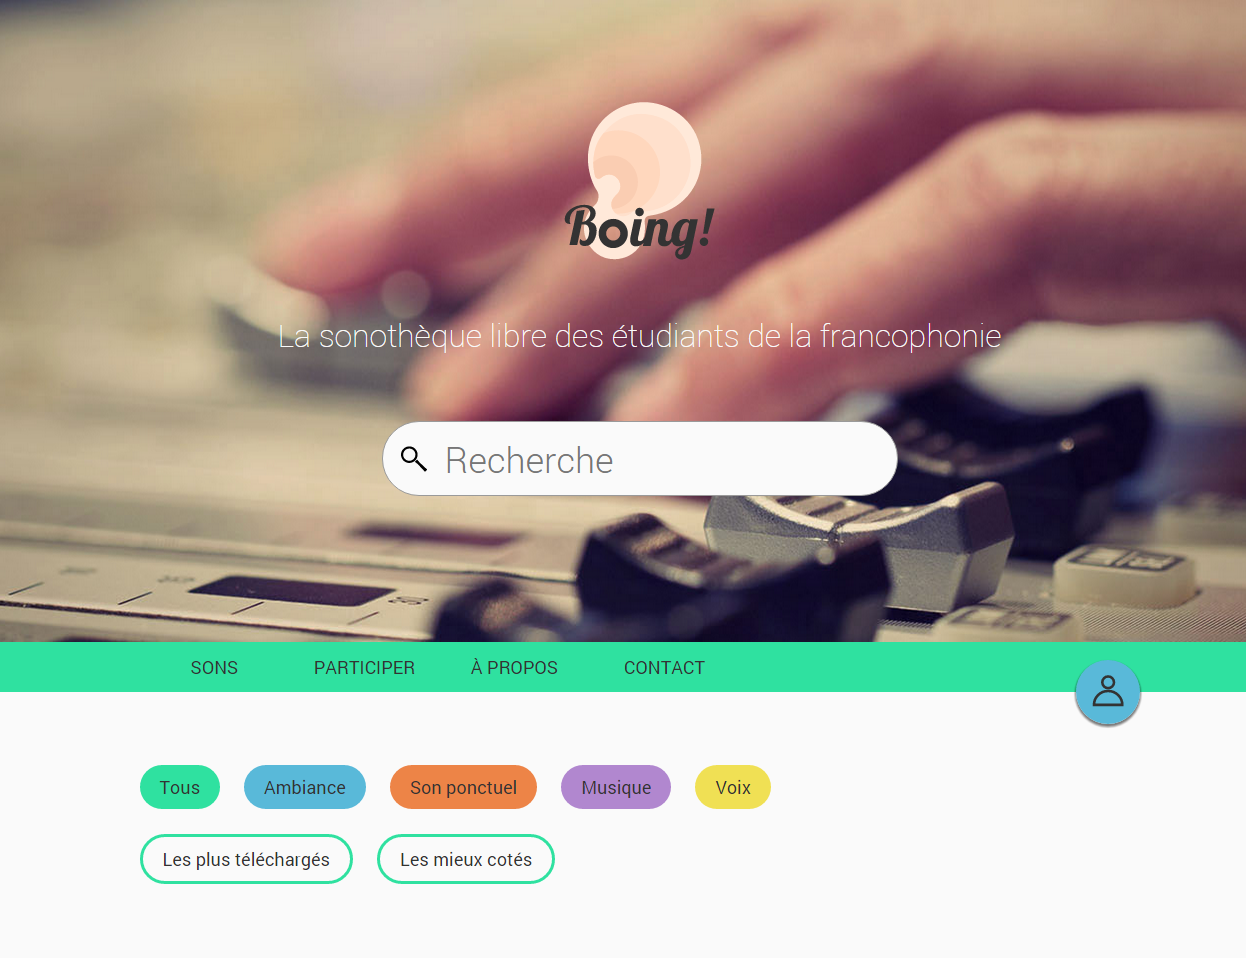 Boing!
La sonothèque libre des étudiants de la francophonie
Recherche
SONS PARTICIPER À PROPOS CONTACT
Tous Ambiance Son ponctuel Musique Voix
Les plus téléchargés Les mieux cotés